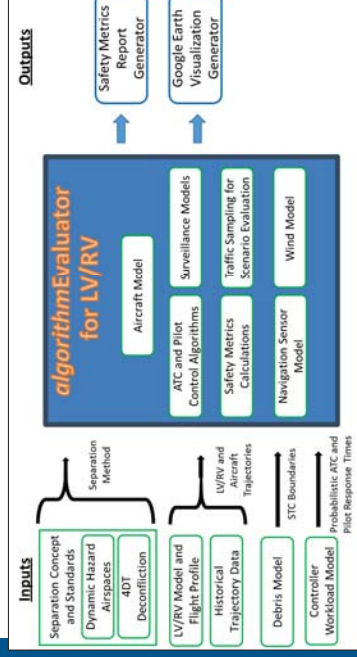 Inputs
Separation Concept
and Standards
Dynamic Hazard
Airspaces
4DT
Deconfliction
Separation
Method
LV/RV Model and
Flight Profile
Historical
Trajectory Data
LV/RV and
Aircraft
Trajectories
Debris Model
STC Boundaries
Controller
Workload Model
Probabilistic ATC and
Pilot Response Times
algorithmEvaluator
for LV/RV
Aircraft Model
ATC and Pilot
Control Algorithms
Surveillance Models
Safety Metrics
Calculations
Traffic Sampling for
Scenario Evaluation
Navigation Sensor
Model
Wind Model
Outputs
Safety Metrics
Report
Generator
Google Earth
Visualization
Generator